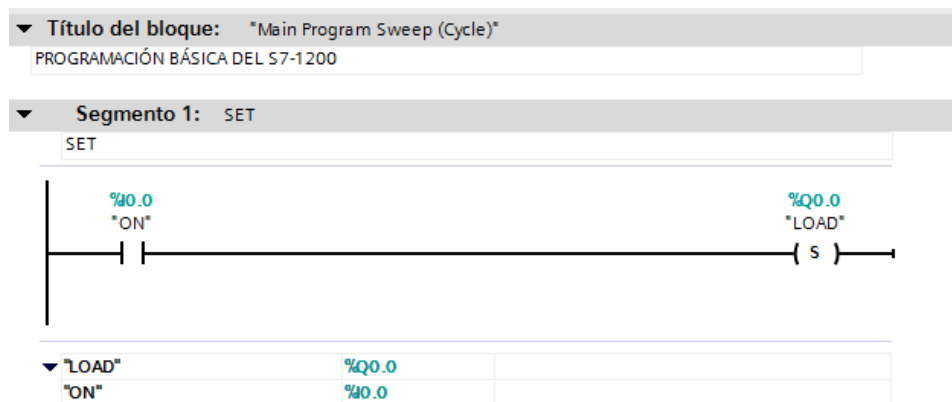 Título del bloque: "Main Program Sweep (Cycle)"
PROGRAMACIÓN BÁSICA DEL S7-1200
Segmento 1: SET
SET
%I0.0 %Q0.0
"ON" "LOAD"
S
"LOAD" %Q0.0
"ON" %I0.0